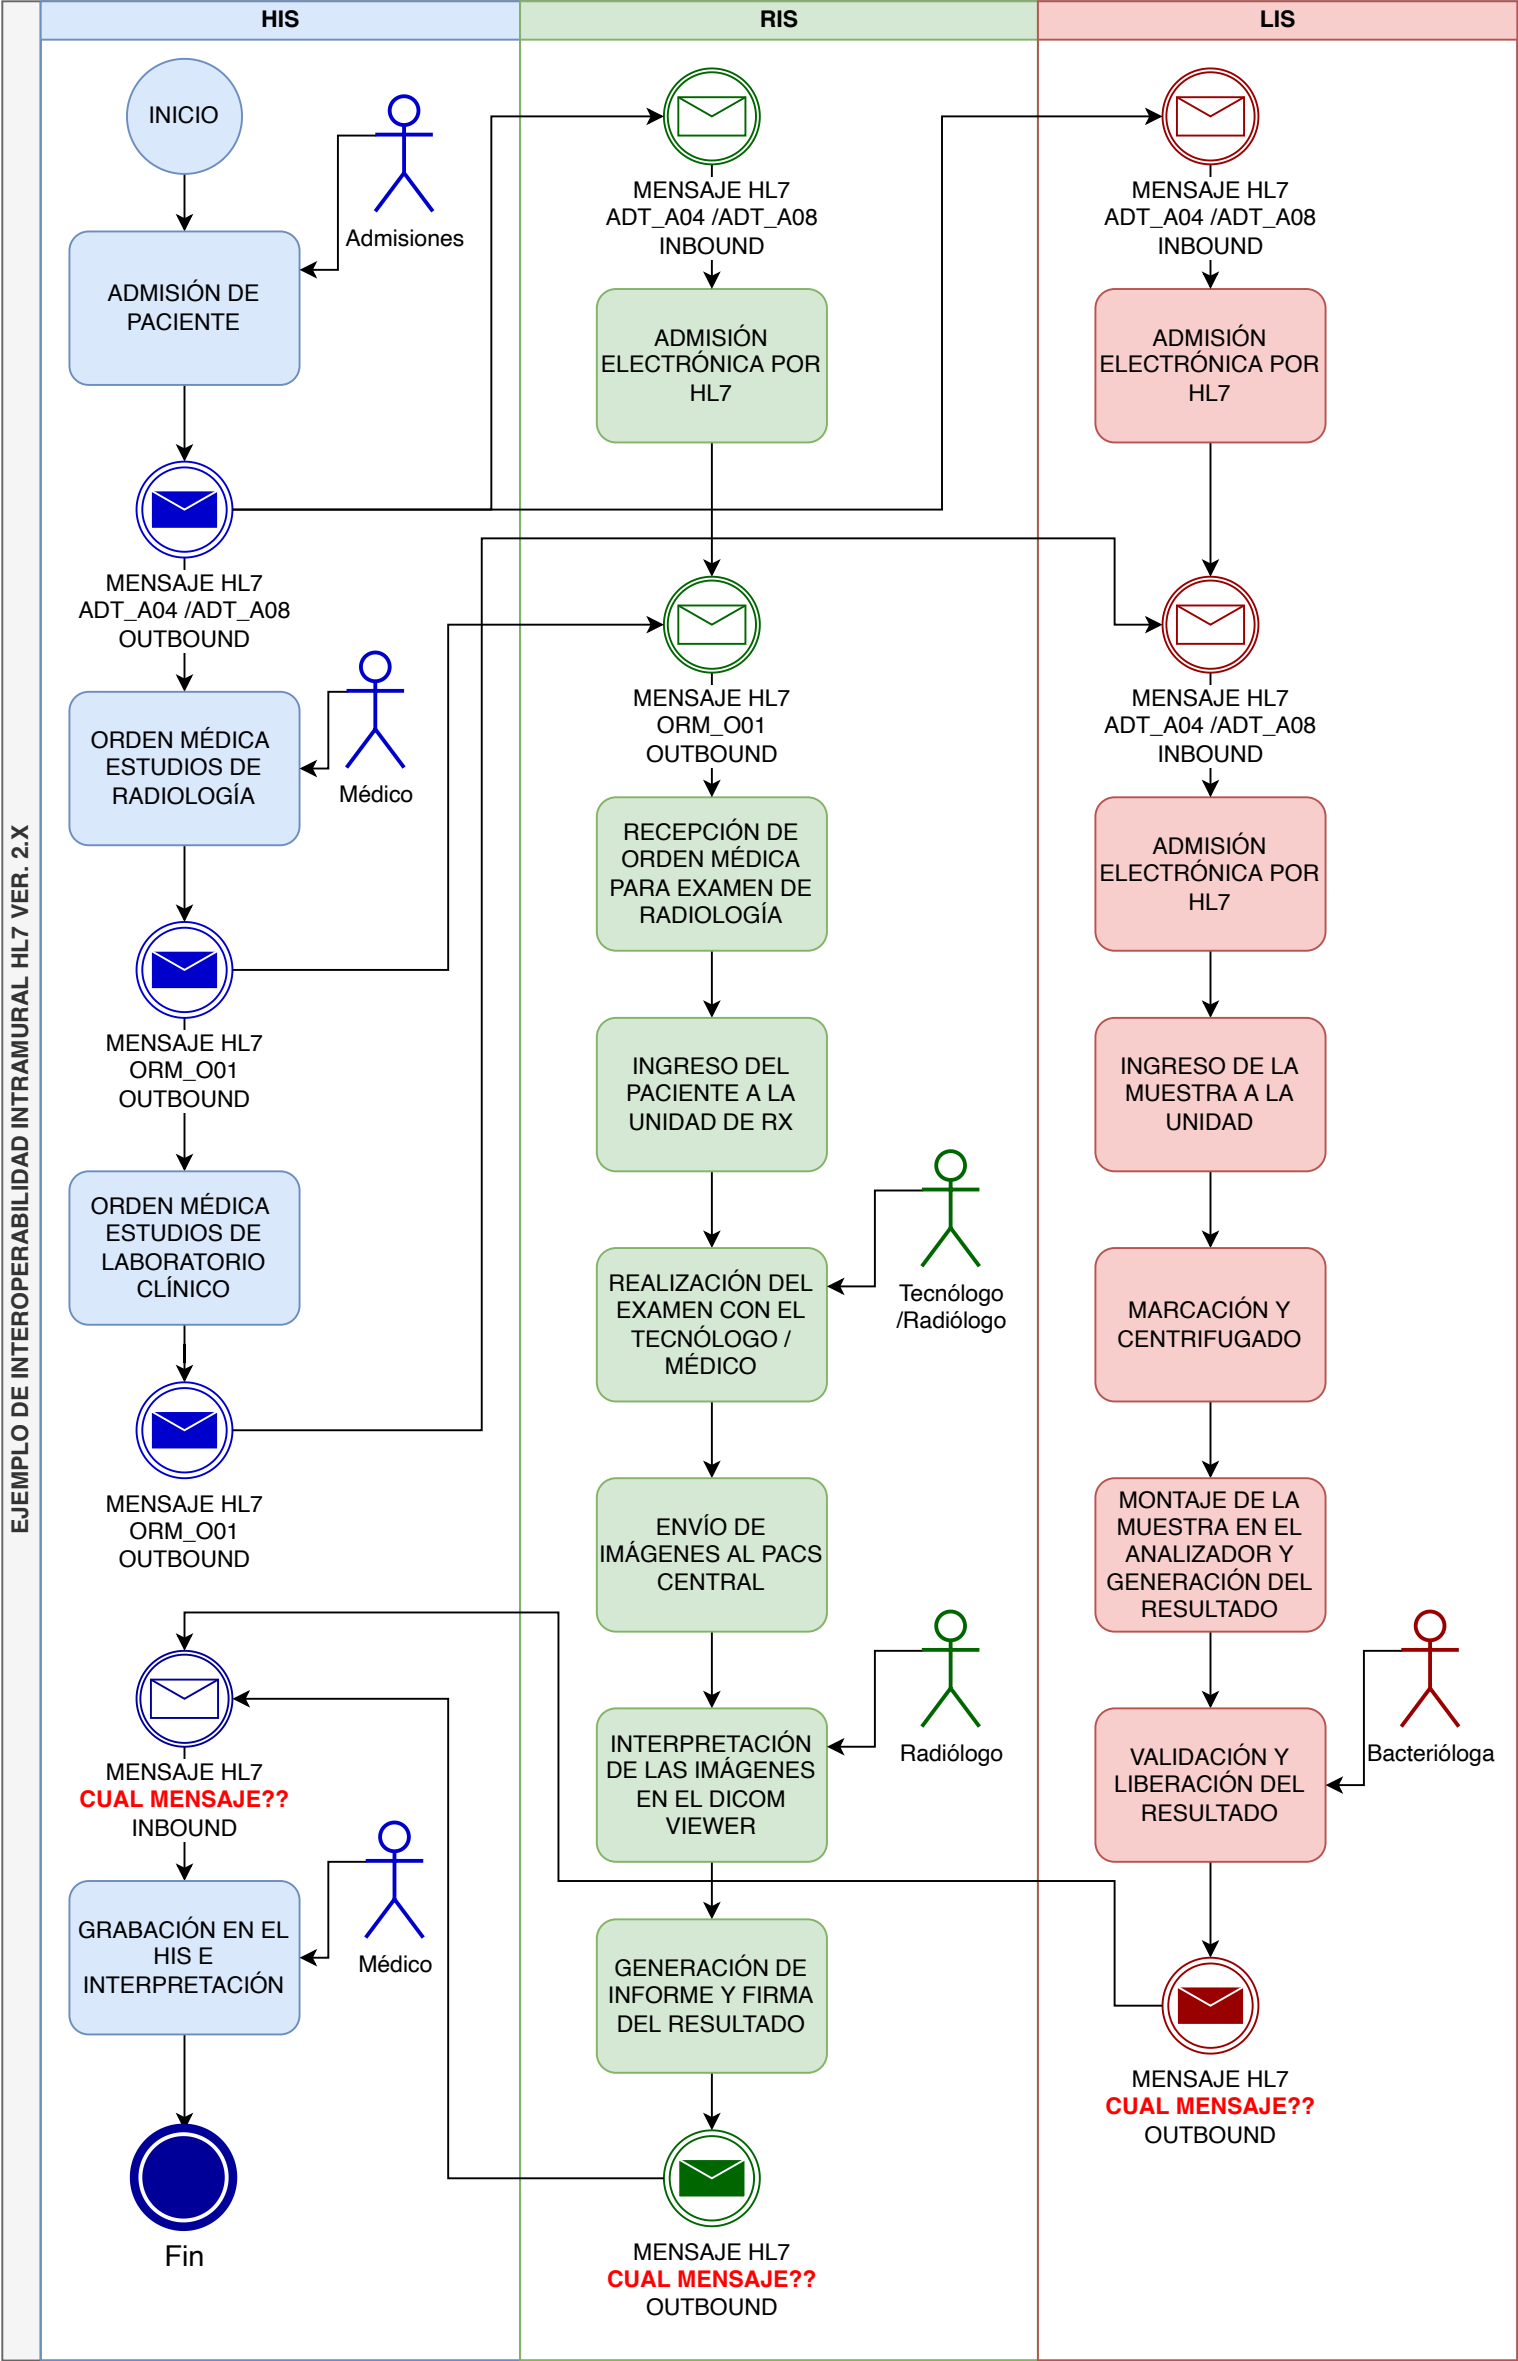 EJEMPLO DE INTEROPERABILIDAD INTRAMURAL HL7 VER. 2.X
HIS
INICIO
Admisiones
ADMISIÓN DE
PACIENTE
MENSAJE HL7
ADT_A04 /ADT_A08
OUTBOUND
ORDEN MÉDICA
ESTUDIOS DE
RADIOLOGÍA
Médico
MENSAJE HL7
ORM_O01
OUTBOUND
ORDEN MÉDICA
ESTUDIOS DE
LABORATORIO
CLÍNICO
MENSAJE HL7
ORM_O01
OUTBOUND
MENSAJE HL7
CUAL MENSAJE??
INBOUND
GRABACIÓN EN EL
HIS E
INTERPRETACIÓN
Médico
Fin
RIS
MENSAJE HL7
ADT_A04 /ADT_A08
INBOUND
ADMISIÓN
ELECTRÓNICA POR
HL7
MENSAJE HL7
ORM_O01
OUTBOUND
RECEPCIÓN DE
ORDEN MÉDICA
PARA EXAMEN DE
RADIOLOGÍA
INGRESO DEL
PACIENTE A LA
UNIDAD DE RX
REALIZACIÓN DEL
EXAMEN CON EL
TECNÓLOGO /
MÉDICO
Tecnólogo
/Radiólogo
ENVÍO DE
IMÁGENES AL PACS
CENTRAL
INTERPRETACIÓN
DE LAS IMÁGENES
EN EL DICOM
VIEWER
Radiólogo
GENERACIÓN DE
INFORME Y FIRMA
DEL RESULTADO
MENSAJE HL7
CUAL MENSAJE??
OUTBOUND
LIS
MENSAJE HL7
ADT_A04 /ADT_A08
INBOUND
ADMISIÓN
ELECTRÓNICA POR
HL7
MENSAJE HL7
ADT_A04 /ADT_A08
INBOUND
ADMISIÓN
ELECTRÓNICA POR
HL7
INGRESO DE LA
MUESTRA A LA
UNIDAD
MARCACIÓN Y
CENTRIFUGADO
MONTAJE DE LA
MUESTRA EN EL
ANALIZADOR Y
GENERACIÓN DEL
RESULTADO
VALIDACIÓN Y
LIBERACIÓN DEL
RESULTADO
Bacterióloga
MENSAJE HL7
CUAL MENSAJE??
OUTBOUND